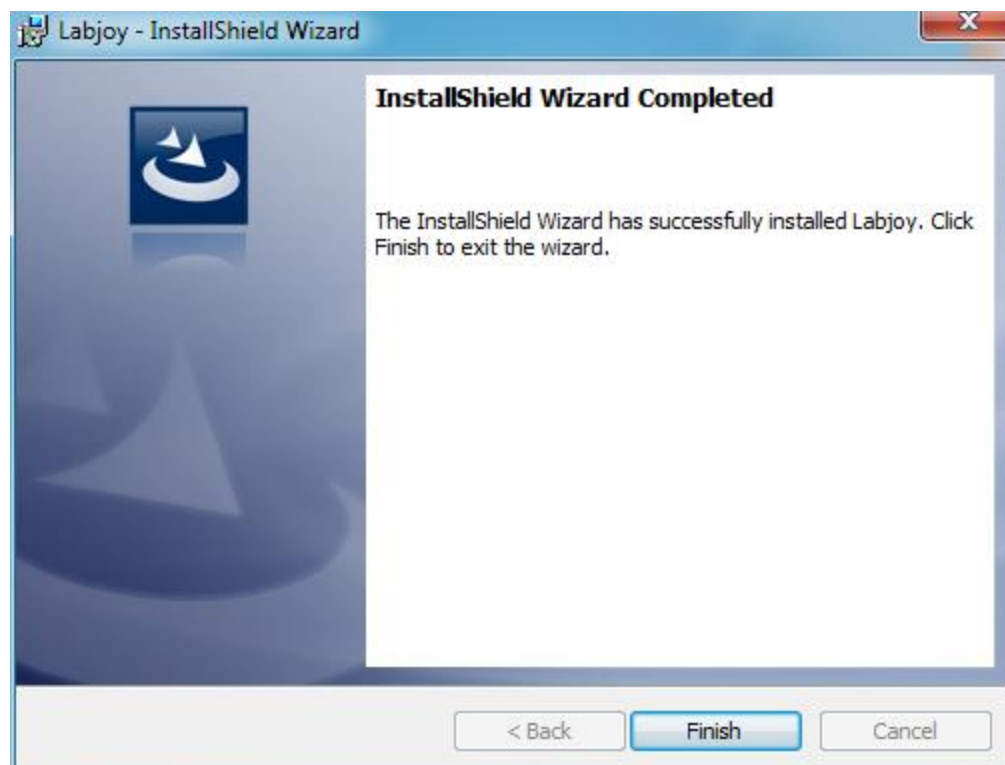 Labjoy - InstallShield Wizard
InstallShield Wizard Completed
The InstallShield Wizard has successfully installed Labjoy. Click
Finish to exit the wizard.
< Back
Finish
Cancel